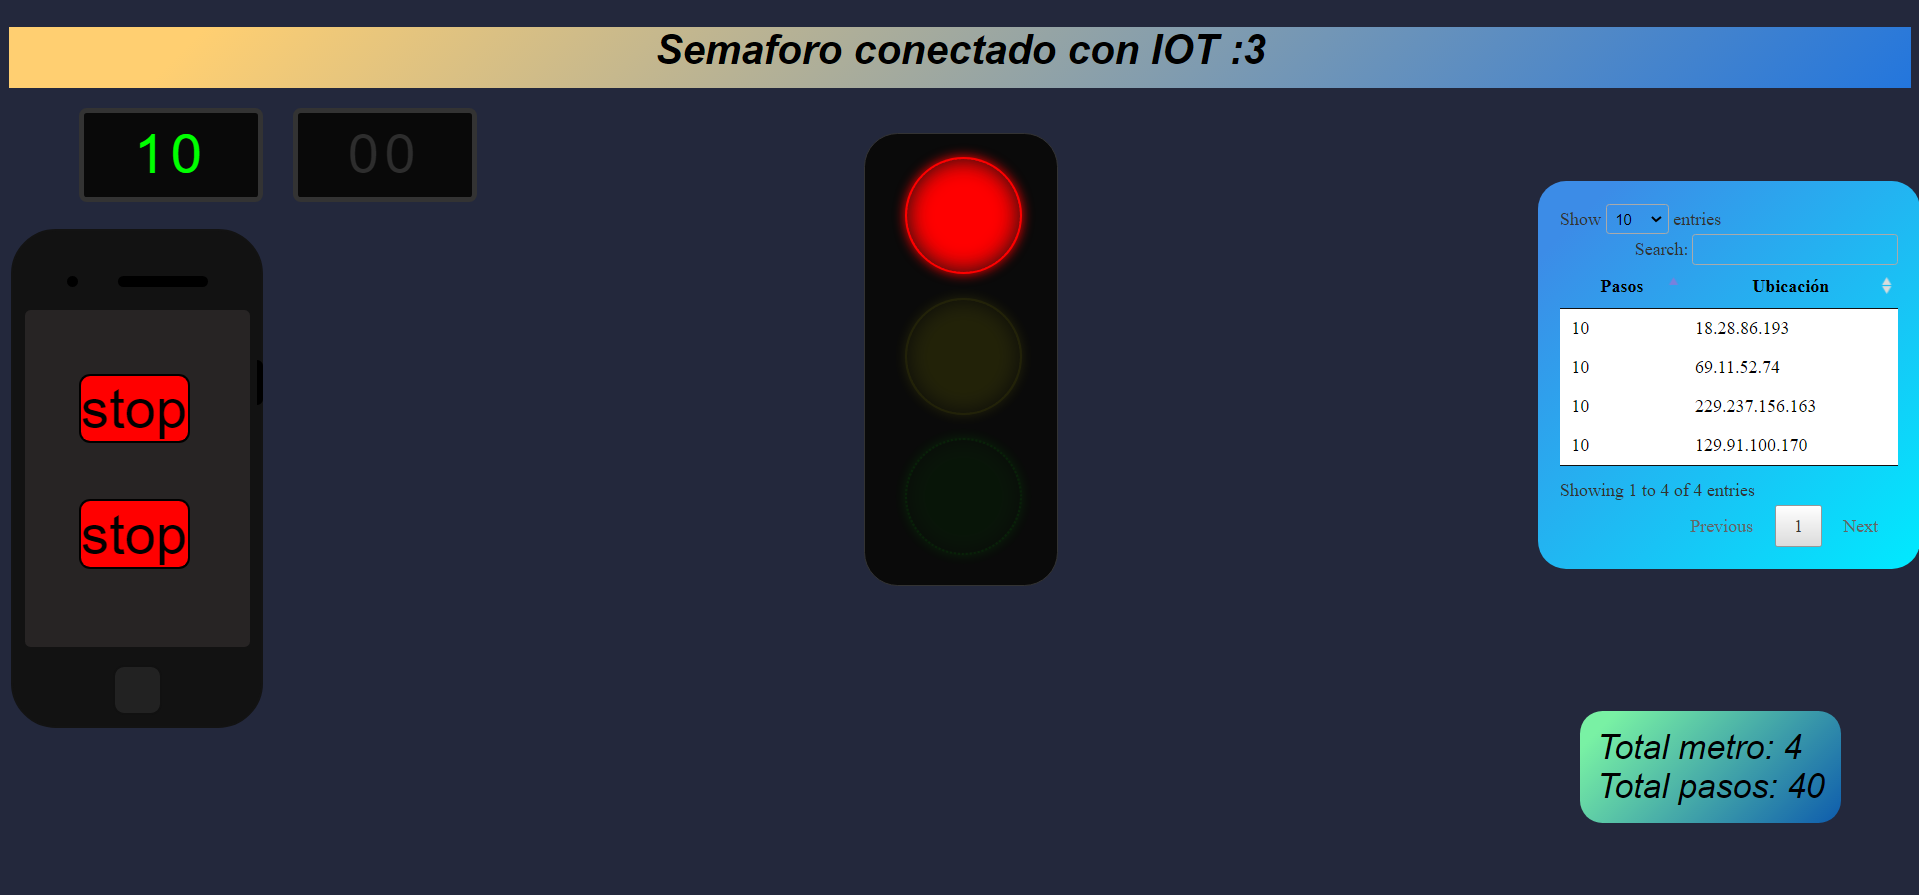 Semaforo conectado con IOT :3
10
00
stop
stop
Show 10 entries
Search:
Pasos Ubicación
10 18.28.86.193
10 69.11.52.74
10 229.237.156.163
10 129.91.100.170
Showing 1 to 4 of 4 entries
Previous 1 Next
Total metro: 4
Total pasos: 40